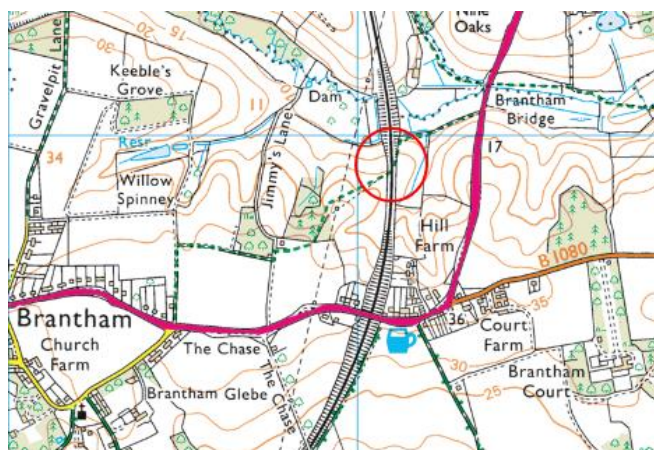 Nine
Oaks
Gravelpit Lane
Keeble's
Grove
15
20
11
Dam
Brantham
Bridge
Resr
34
Willow
Spinney
Jimmy's Lane
17
Hill
Farm
B 1080
Brantham
Church
Farm
The Chase
The Chase
Brantham Glebe
36
Court
Farm
35
30
25
Brantham
Court